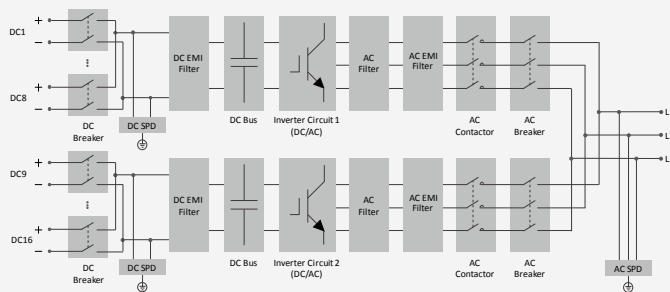 DC1
+
−
DC8
+
−
DC
Breaker
DC SPD
DC EMI
Filter
DC Bus
Inverter Circuit 1
(DC/AC)
AC
Filter
AC EMI
Filter
AC
Contactor
AC
Breaker
L
L
L
DC9
+
−
DC16
+
−
DC
Breaker
DC SPD
DC EMI
Filter
DC Bus
Inverter Circuit 2
(DC/AC)
AC
Filter
AC EMI
Filter
AC
Contactor
AC
Breaker
AC SPD